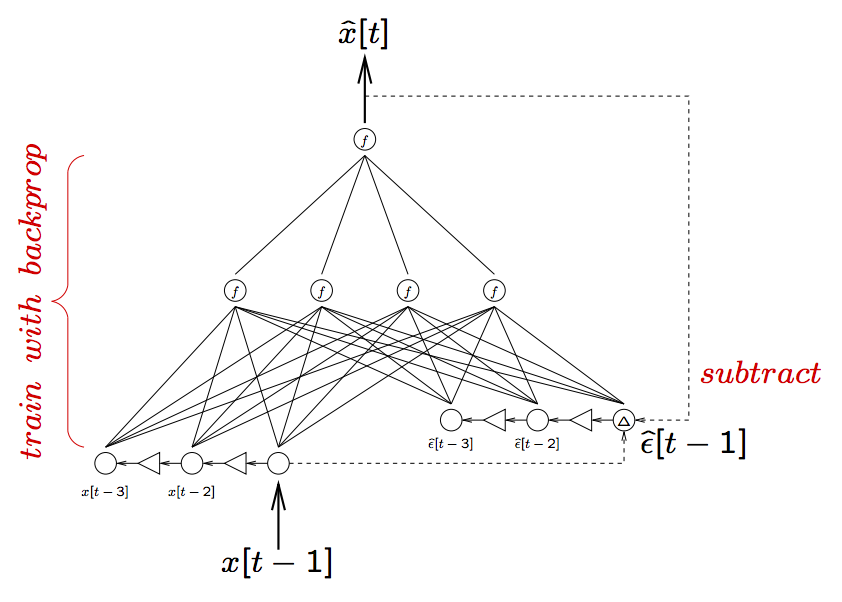 x̂[t]
f
f f f f
train with backprop
subtract
ϵ̂[t − 3] ϵ̂[t − 2] ϵ̂[t − 1]
x[t − 3] x[t − 2]
x[t − 1]